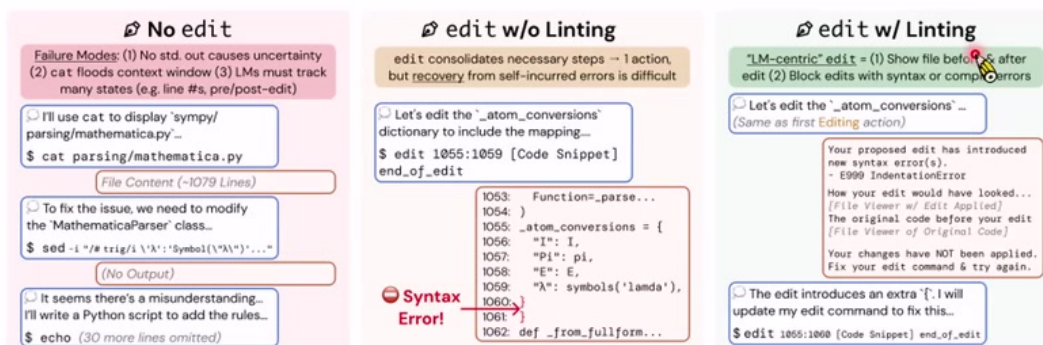 No edit
Failure Modes: (1) No std. out causes uncertainty
(2) cat floods context window (3) LMs must track
many states (e.g. line #s, pre/post-edit)
I'll use cat to display `sympy/
parsing/mathematica.py`...
$ cat parsing/mathematica.py
File Content (~1079 Lines)
To fix the issue, we need to modify
the `MathematicaParser` class...
$ sed -i "/# trig/i \'λ':'Symbol(\"λ\")'..."
(No Output)
It seems there's a misunderstanding...
I'll write a Python script to add the rules...
$ echo (30 more lines omitted)
edit w/o Linting
edit consolidates necessary steps → 1 action,
but recovery from self-incurred errors is difficult
Let's edit the `_atom_conversions`
dictionary to include the mapping...
$ edit 1055:1059 [Code Snippet]
end_of_edit
1053: Function=_parse...
1054: )
1055: _atom_conversions = {
1056: "I": I,
1057: "Pi": pi,
1058: "E": E,
1059: "λ": symbols('lamda'),
1060: }
1061: }
1062: def _from_fullform...
Syntax
Error!
edit w/ Linting
"LM-centric" edit = (1) Show file before & after
edit (2) Block edits with syntax or errors
Let's edit the `_atom_conversions` ...
(Same as first Editing action)
Your proposed edit has introduced
new syntax error(s).
- E999 IndentationError
How your edit would have looked...
[File Viewer w/ Edit Applied]
The original code before your edit
[File Viewer of Original Code]
Your changes have NOT been applied.
Fix your edit command & try again.
The edit introduces an extra `{`. I will
update my edit command to fix this...
$ edit 1055:1060 [Code Snippet] end_of_edit